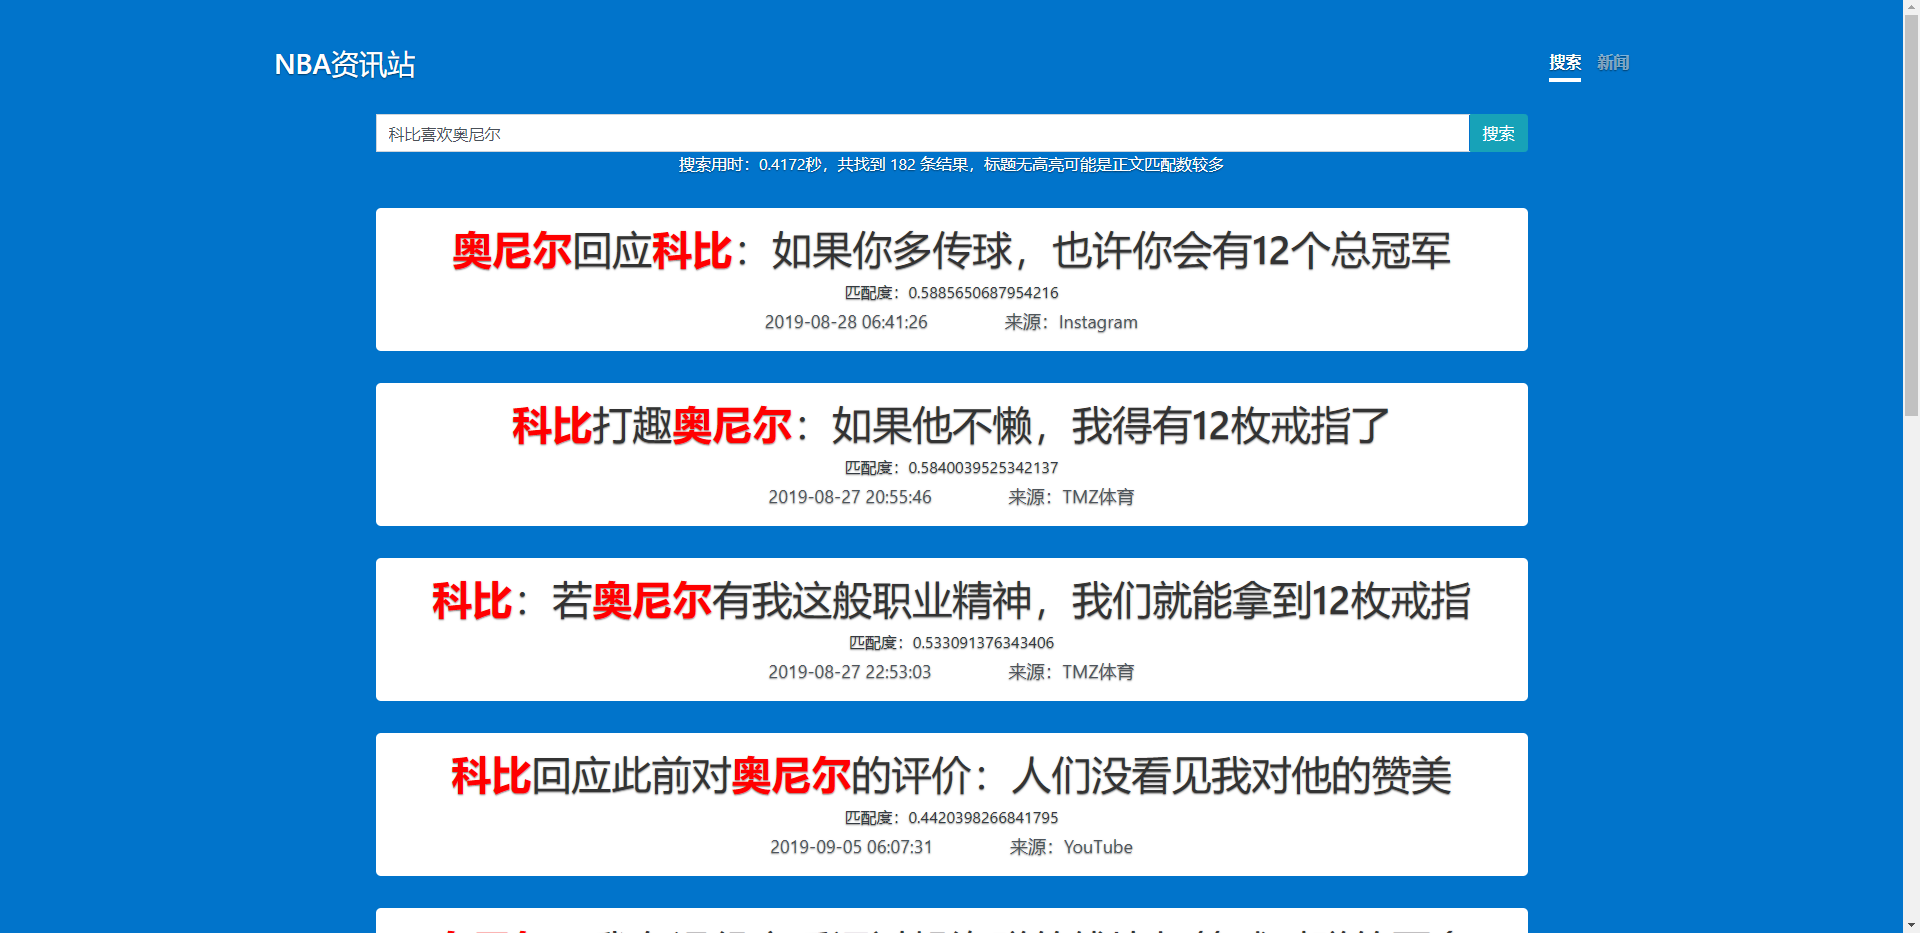 NBA资讯站
搜索 新闻
科比喜欢奥尼尔 搜索
搜索用时：0.4172秒，共找到 182 条结果，标题无高亮可能是正文匹配数较多
奥尼尔回应科比：如果你多传球，也许你会有12个总冠军
匹配度：0.5885650687954216
2019-08-28 06:41:26 来源：Instagram
科比打趣奥尼尔：如果他不懒，我得有12枚戒指了
匹配度：0.5840039525342137
2019-08-27 20:55:46 来源：TMZ体育
科比：若奥尼尔有我这般职业精神，我们就能拿到12枚戒指
匹配度：0.533091376343406
2019-08-27 22:53:03 来源：TMZ体育
科比回应此前对奥尼尔的评价：人们没看见我对他的赞美
匹配度：0.4420398266841795
2019-09-05 06:07:31 来源：YouTube